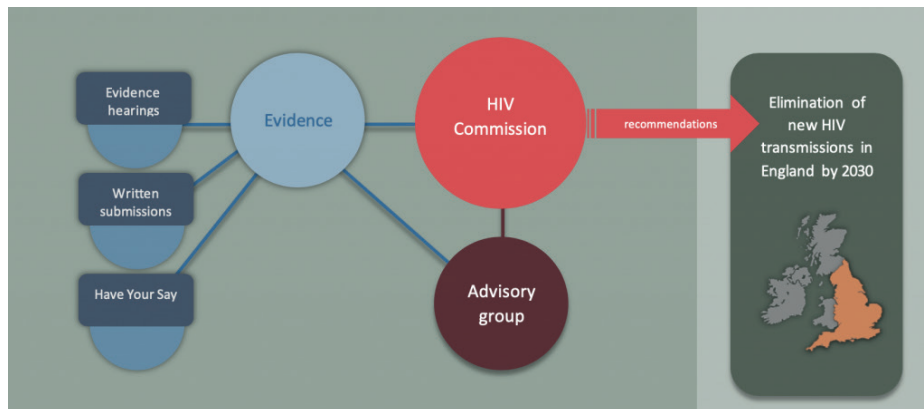 Evidence
hearings
Written
submissions
Have Your Say
Evidence
HIV
Commission
Advisory
group
recommendations
Elimination of
new HIV
transmissions in
England by 2030